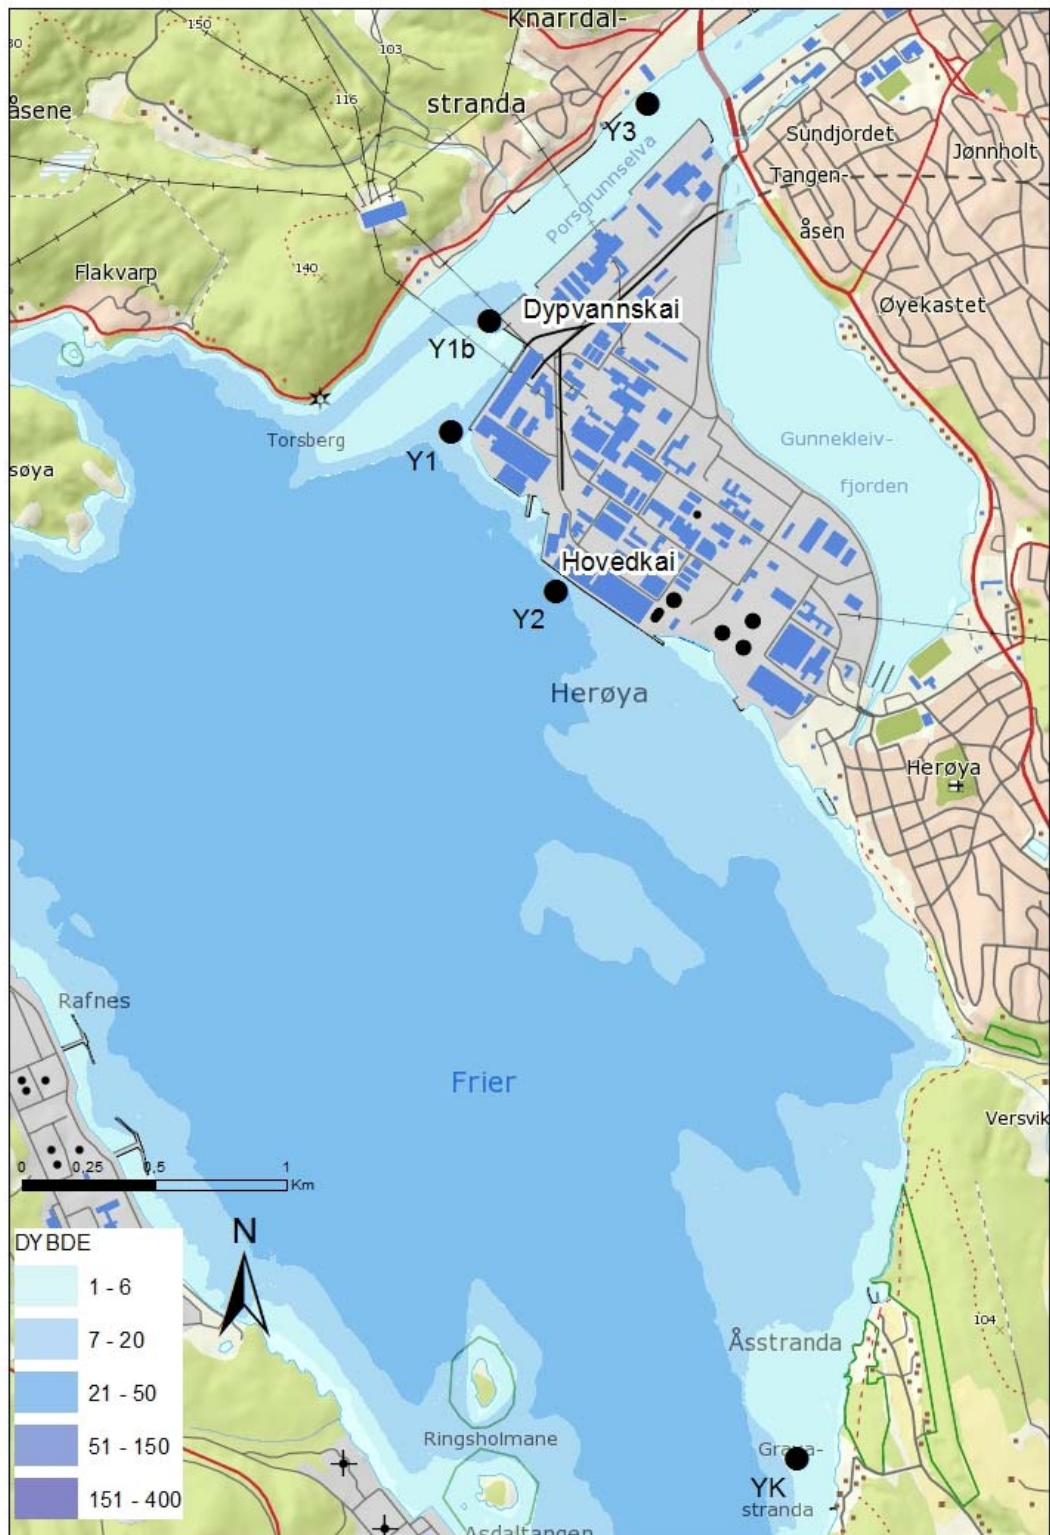 Knarrdal-
stranda
150
103
116
åsene
Y3
Porsgrunnselva
Sundjordet
Jønnholt
Tangen-
åsen
Flakvarp
140
Øyekastet
Dypvannskai
Y1b
Torsberg
Y1
Gunnekleiv-
fjorden
søya
Hovedkai
Y2
Herøya
Herøya
Rafnes
Frier
Versvik
0 0,25 0,5 1
Km
N
DYBDE
1 - 6
7 - 20
21 - 50
51 - 150
151 - 400
104
Åsstranda
Ringsholmane
Grava-
stranda
YK
Asdaltangen